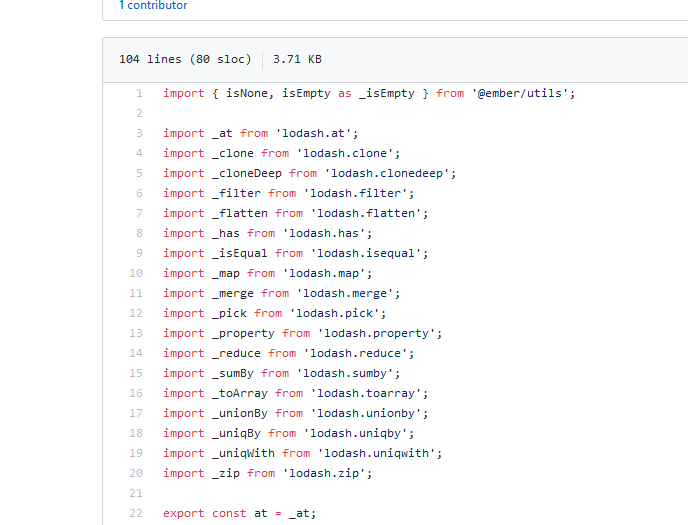 1 contributor
104 lines (80 sloc) 3.71 KB
1 import { isNone, isEmpty as _isEmpty } from '@ember/utils';
2
3 import _at from 'lodash.at';
4 import _clone from 'lodash.clone';
5 import _cloneDeep from 'lodash.clonedeep';
6 import _filter from 'lodash.filter';
7 import _flatten from 'lodash.flatten';
8 import _has from 'lodash.has';
9 import _isEqual from 'lodash.isequal';
10 import _map from 'lodash.map';
11 import _merge from 'lodash.merge';
12 import _pick from 'lodash.pick';
13 import _property from 'lodash.property';
14 import _reduce from 'lodash.reduce';
15 import _sumBy from 'lodash.sumby';
16 import _toArray from 'lodash.toarray';
17 import _unionBy from 'lodash.unionby';
18 import _uniqBy from 'lodash.uniqby';
19 import _uniqWith from 'lodash.uniqwith';
20 import _zip from 'lodash.zip';
21
22 export const at = _at;